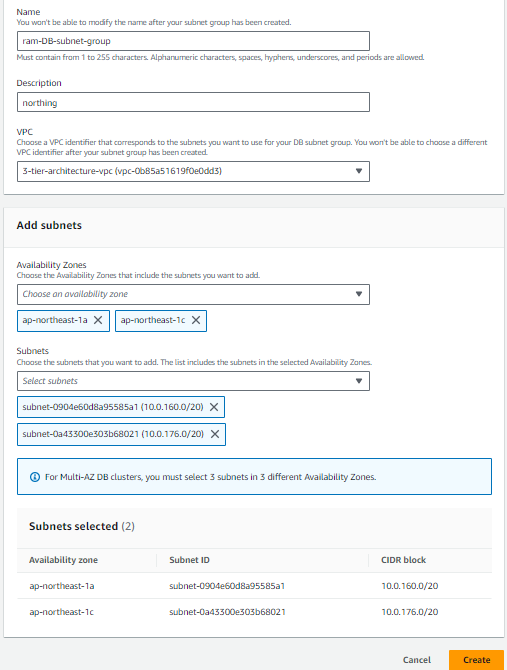 Name
You won't be able to modify the name after your subnet group has been created.
ram-DB-subnet-group
Must contain from 1 to 255 characters. Alphanumeric characters, spaces, hyphens, underscores, and periods are allowed.
Description
northing
VPC
Choose a VPC identifier that corresponds to the subnets you want to use for your DB subnet group. You won't be able to choose a different
VPC identifier after your subnet group has been created.
3-tier-architecture-vpc (vpc-0b85a51619f0e0dd3)
Add subnets
Availability Zones
Choose the Availability Zones that include the subnets you want to add.
Choose an availability zone
ap-northeast-1a ap-northeast-1c
Subnets
Choose the subnets that you want to add. The list includes the subnets in the selected Availability Zones.
Select subnets
subnet-0904e60d8a95585a1 (10.0.160.0/20)
subnet-0a43300e303b68021 (10.0.176.0/20)
For Multi-AZ DB clusters, you must select 3 subnets in 3 different Availability Zones.
Subnets selected (2)
Availability zone Subnet ID CIDR block
ap-northeast-1a subnet-0904e60d8a95585a1 10.0.160.0/20
ap-northeast-1c subnet-0a43300e303b68021 10.0.176.0/20
Cancel Create